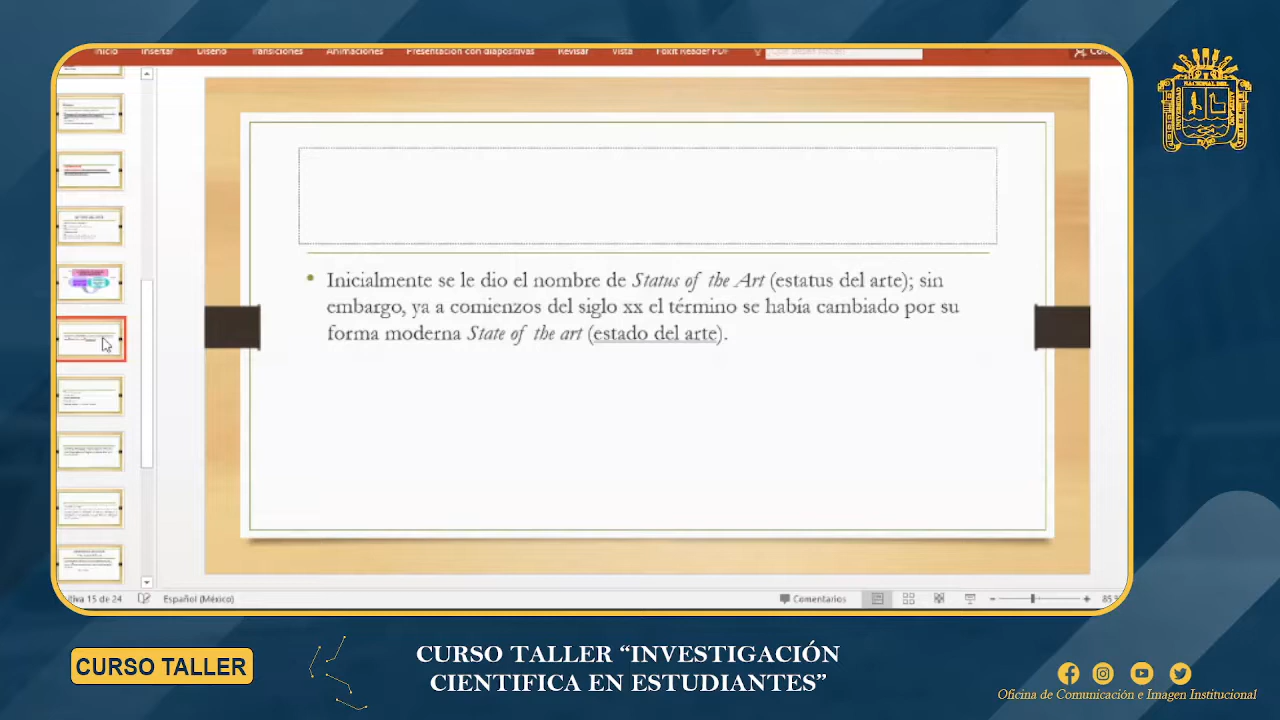 Inicio Insertar Diseño Transiciones Animaciones Presentación con diapositivas Revisar Vista Foxit Reader PDF
Inicialmente se le dio el nombre de Status of the Art (estatus del arte); sin
embargo, ya a comienzos del siglo xx el término se había cambiado por su
forma moderna State of the art (estado del arte).
15 de 24 Español (México) Comentarios
CURSO TALLER
CURSO TALLER “INVESTIGACIÓN
CIENTIFICA EN ESTUDIANTES”
Oficina de Comunicación e Imagen Institucional